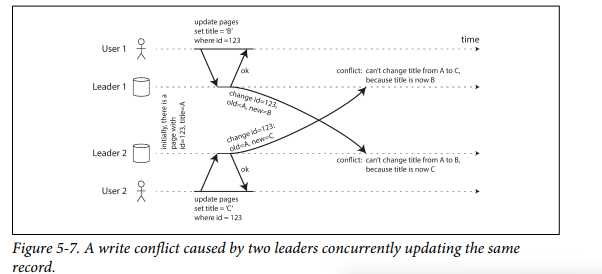 update pages
set title = 'B'
where id =123
time
User 1
ok
Leader 1
conflict: can't change title from A to C,
because title is now B
change id=123;
old=A, new=B
initially, there is a
page with
id=123, title=A
change id=123;
old=A, new=C
Leader 2
conflict: can't change title from A to B,
because title is now C
ok
User 2
update pages
set title = 'C'
where id = 123
Figure 5-7. A write conflict caused by two leaders concurrently updating the same
record.